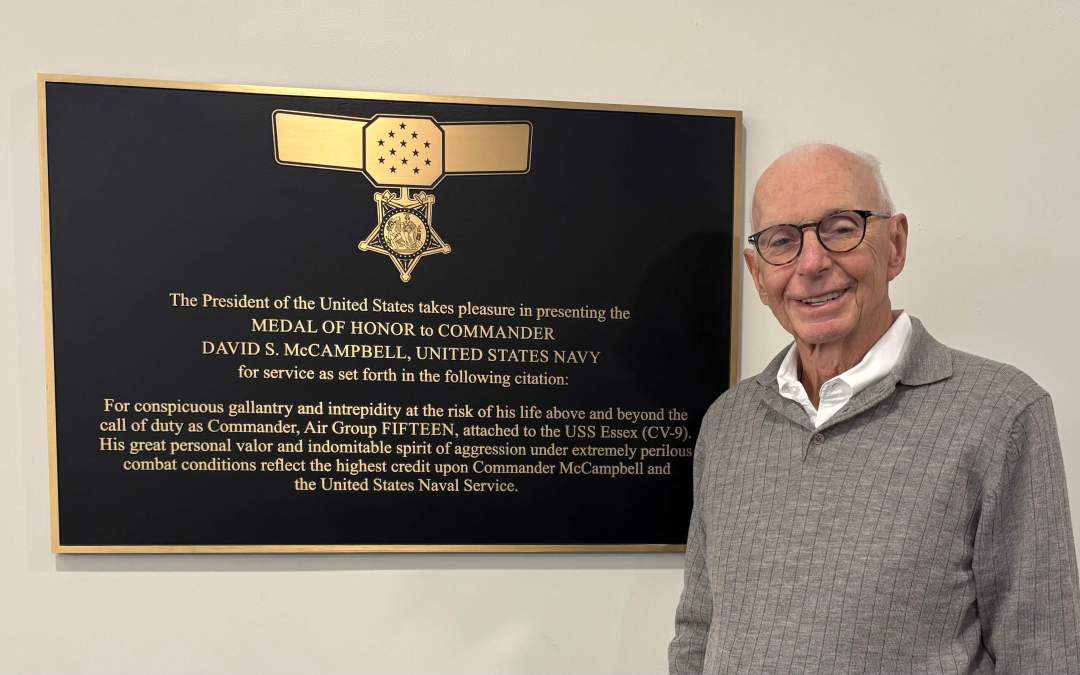 The President of the United States takes pleasure in presenting the
MEDAL OF HONOR to COMMANDER
DAVID S. McCAMPBELL, UNITED STATES NAVY
for service as set forth in the following citation:
For conspicuous gallantry and intrepidity at the risk of his life above and beyond the
call of duty as Commander, Air Group FIFTEEN, attached to the USS Essex (CV-9).
His great personal valor and indomitable spirit of aggression under extremely perilous
combat conditions reflect the highest credit upon Commander McCampbell and
the United States Naval Service.